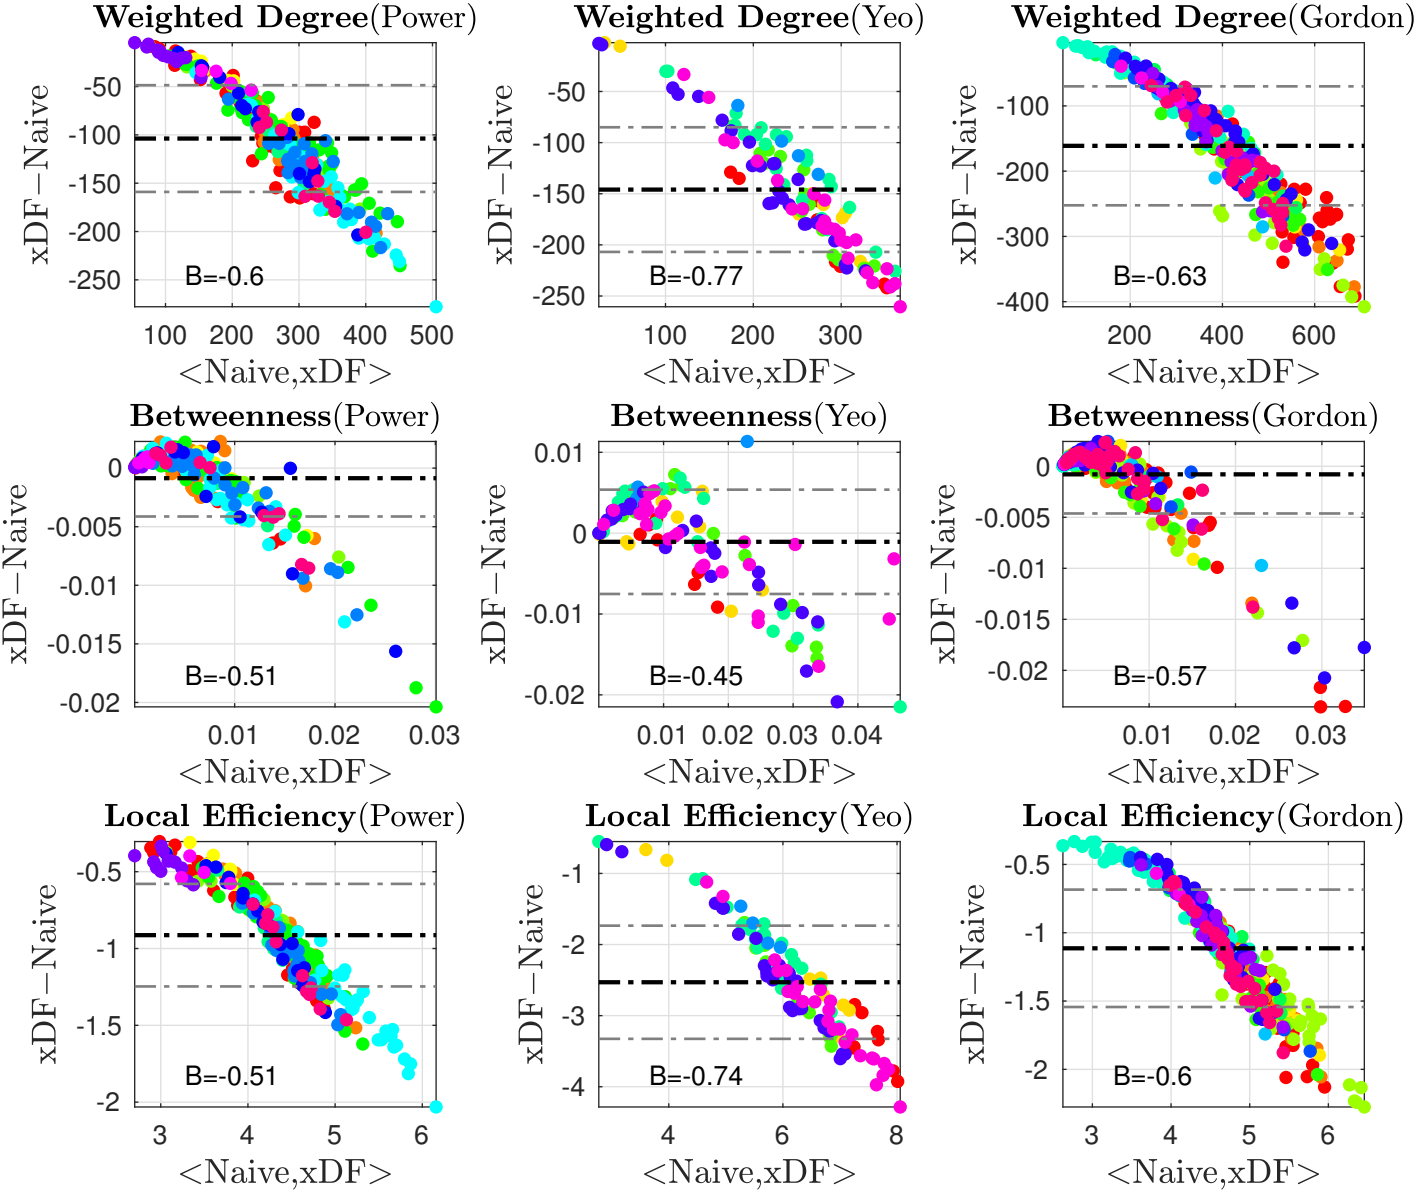 Weighted Degree(Power)
xDF−Naive
-50
-100
-150
-200
-250
B=-0.6
100 200 300 400 500
<Naive,xDF>
Weighted Degree(Yeo)
xDF−Naive
-50
-100
-150
-200
-250
B=-0.77
100 200 300
<Naive,xDF>
Weighted Degree(Gordon)
xDF−Naive
-100
-200
-300
-400
B=-0.63
200 400 600
<Naive,xDF>
Betweenness(Power)
xDF−Naive
0
-0.005
-0.01
-0.015
-0.02
B=-0.51
0.01 0.02 0.03
<Naive,xDF>
Betweenness(Yeo)
xDF−Naive
0.01
0
-0.01
-0.02
B=-0.45
0.01 0.02 0.03 0.04
<Naive,xDF>
Betweenness(Gordon)
xDF−Naive
0
-0.005
-0.01
-0.015
-0.02
B=-0.57
0.01 0.02 0.03
<Naive,xDF>
Local Efficiency(Power)
xDF−Naive
-0.5
-1
-1.5
-2
B=-0.51
3 4 5 6
<Naive,xDF>
Local Efficiency(Yeo)
xDF−Naive
-1
-2
-3
-4
B=-0.74
4 6 8
<Naive,xDF>
Local Efficiency(Gordon)
xDF−Naive
-0.5
-1
-1.5
-2
B=-0.6
3 4 5 6
<Naive,xDF>